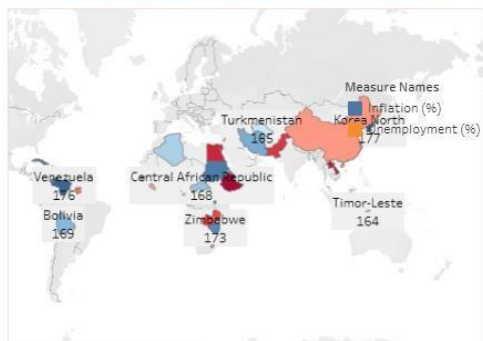 Measure Names
Inflation (%)
Unemployment (%)
Turkmenistan
165
Korea North
177
Venezuela
176
Central African Republic
168
Timor-Leste
164
Bolivia
169
Zimbabwe
173